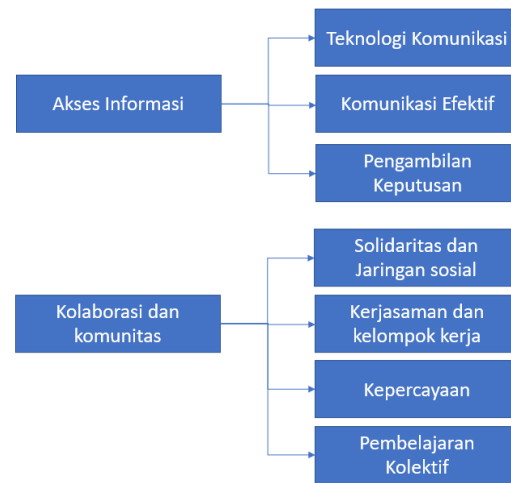 Akses Informasi
Teknologi Komunikasi
Komunikasi Efektif
Pengambilan
Keputusan
Kolaborasi dan
komunitas
Solidaritas dan
Jaringan sosial
Kerjasaman dan
kelompok kerja
Kepercayaan
Pembelajaran
Kolektif